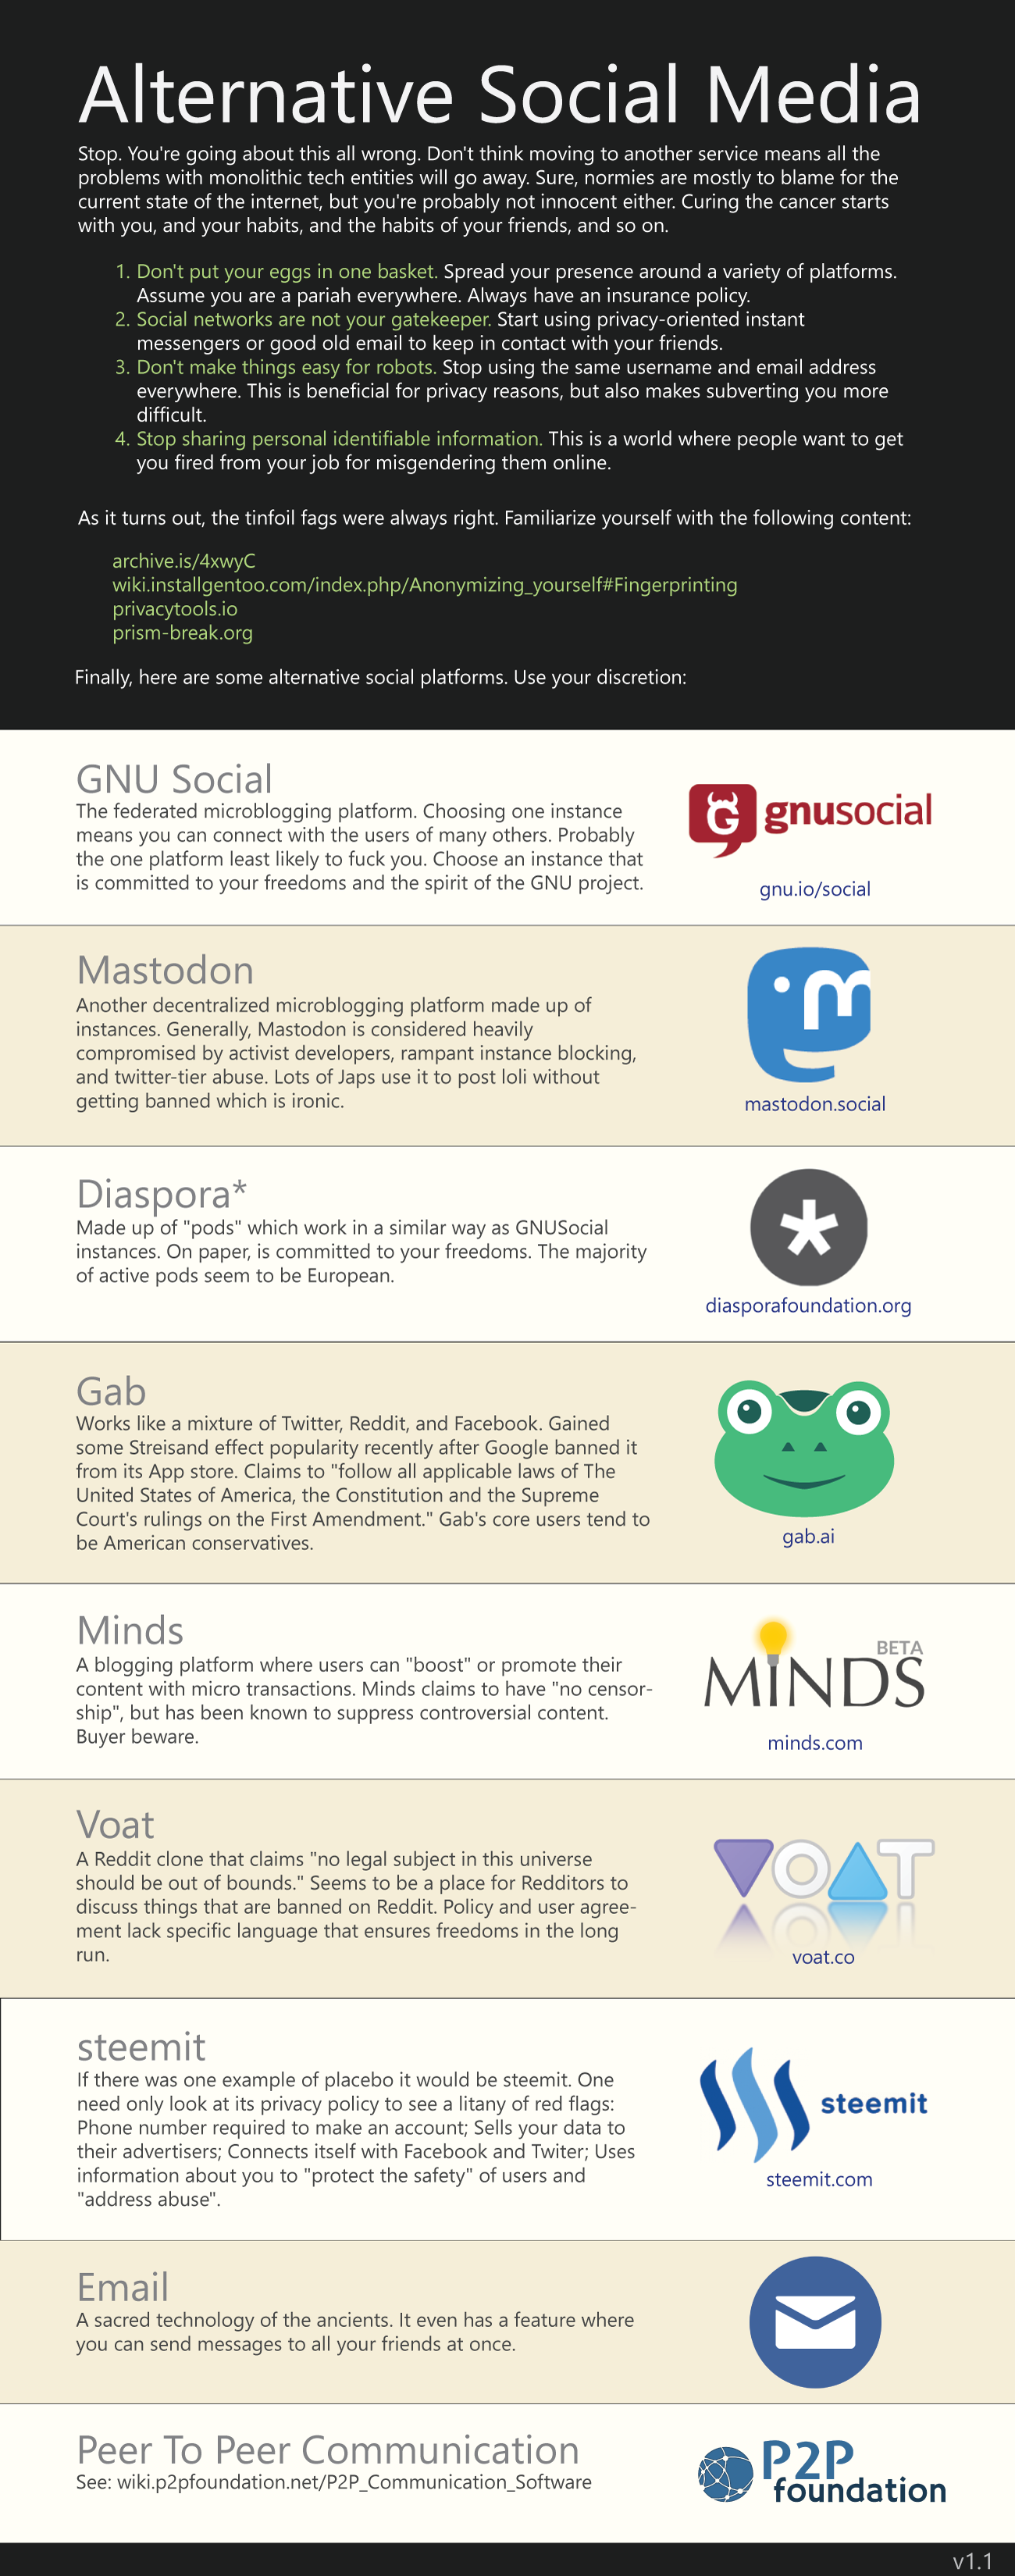 Alternative Social Media
Stop. You're going about this all wrong. Don't think moving to another service means all the
problems with monolithic tech entities will go away. Sure, normies are mostly to blame for the
current state of the internet, but you're probably not innocent either. Curing the cancer starts
with you, and your habits, and the habits of your friends, and so on.
1. Don't put your eggs in one basket. Spread your presence around a variety of platforms.
Assume you are a pariah everywhere. Always have an insurance policy.
2. Social networks are not your gatekeeper. Start using privacy-oriented instant
messengers or good old email to keep in contact with your friends.
3. Don't make things easy for robots. Stop using the same username and email address
everywhere. This is beneficial for privacy reasons, but also makes subverting you more
difficult.
4. Stop sharing personal identifiable information. This is a world where people want to get
you fired from your job for misgendering them online.
As it turns out, the tinfoil fags were always right. Familiarize yourself with the following content:
archive.is/4xwyC
wiki.installgentoo.com/index.php/Anonymizing_yourself#Fingerprinting
privacytools.io
prism-break.org
Finally, here are some alternative social platforms. Use your discretion:
GNU Social
The federated microblogging platform. Choosing one instance
means you can connect with the users of many others. Probably
the one platform least likely to fuck you. Choose an instance that
is committed to your freedoms and the spirit of the GNU project.
G gnusocial
gnu.io/social
Mastodon
Another decentralized microblogging platform made up of
instances. Generally, Mastodon is considered heavily
compromised by activist developers, rampant instance blocking,
and twitter-tier abuse. Lots of Japs use it to post loli without
getting banned which is ironic.
m
mastodon.social
Diaspora*
Made up of "pods" which work in a similar way as GNUSocial
instances. On paper, is committed to your freedoms. The majority
of active pods seem to be European.
*
diasporafoundation.org
Gab
Works like a mixture of Twitter, Reddit, and Facebook. Gained
some Streisand effect popularity recently after Google banned it
from its App store. Claims to "follow all applicable laws of The
United States of America, the Constitution and the Supreme
Court's rulings on the First Amendment." Gab's core users tend to
be American conservatives.
gab.ai
Minds
A blogging platform where users can "boost" or promote their
content with micro transactions. Minds claims to have "no censor-
ship", but has been known to suppress controversial content.
Buyer beware.
BETA
MINDS
minds.com
Voat
A Reddit clone that claims "no legal subject in this universe
should be out of bounds." Seems to be a place for Redditors to
discuss things that are banned on Reddit. Policy and user agree-
ment lack specific language that ensures freedoms in the long
run.
VOAT
voat.co
steemit
If there was one example of placebo it would be steemit. One
need only look at its privacy policy to see a litany of red flags:
Phone number required to make an account; Sells your data to
their advertisers; Connects itself with Facebook and Twiter; Uses
information about you to "protect the safety" of users and
"address abuse".
steemit
steemit.com
Email
A sacred technology of the ancients. It even has a feature where
you can send messages to all your friends at once.
Peer To Peer Communication
See: wiki.p2pfoundation.net/P2P_Communication_Software
P2P
foundation
v1.1